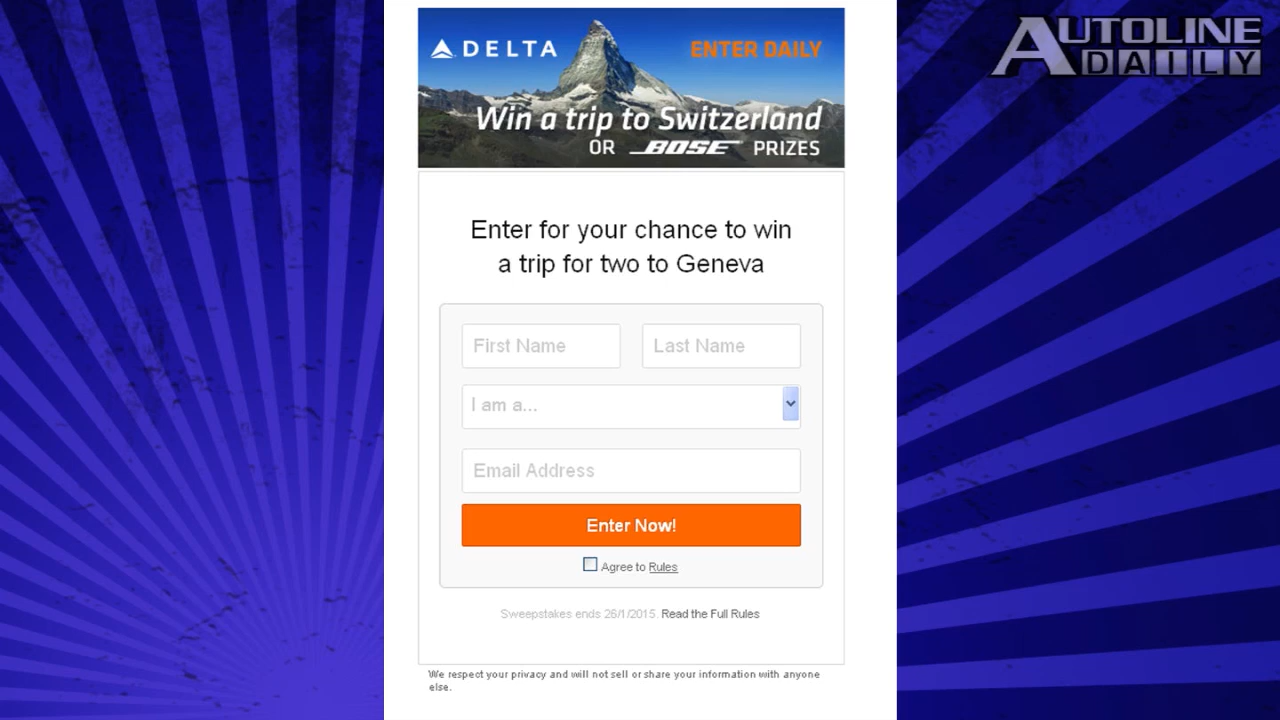 AUTOLINE
DAILY
DELTA
ENTER DAILY
Win a trip to Switzerland
OR BOSE PRIZES
Enter for your chance to win
a trip for two to Geneva
First Name
Last Name
I am a...
Email Address
Enter Now!
Agree to Rules
Sweepstakes ends 26/1/2015. Read the Full Rules
We respect your privacy and will not sell or share your information with anyone
else.